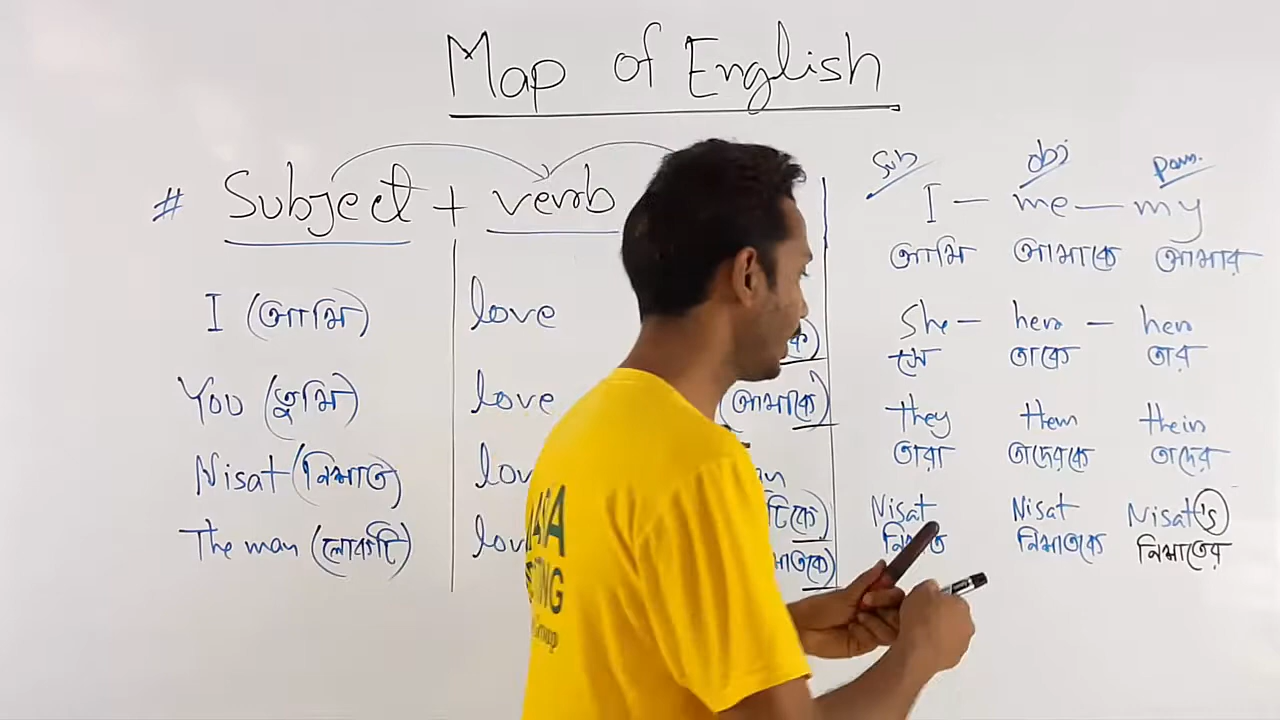 Map of English
# Subject + verb
I (আমি) love
You (তুমি) love (আমাকে)
Nisat (নিশাত)
The man (লোকটি)
Sub obj
I — me — my
আমি আমাকে আমার
She — her — her
সে তাকে তার
they them their
তারা তাদেরকে তাদের
Nisat Nisat Nisat's
নিশাতকে নিশাতের